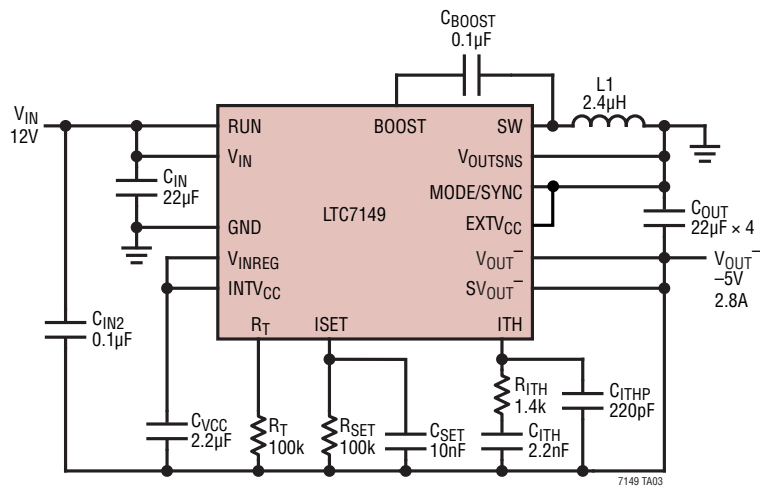 CBOOST
0.1µF
L1
2.4µH
VIN
12V
RUN
BOOST
SW
VIN
VOUTSNS
CIN
22µF
MODE/SYNC
LTC7149
EXTVCC
COUT
22µF × 4
GND
VINREG
VOUT–
VOUT–
–5V
2.8A
INTVCC
SVOUT–
CIN2
0.1µF
RT
ISET
ITH
RITH
1.4k
CITHP
220pF
CVCC
2.2µF
RT
100k
RSET
100k
CSET
10nF
CITH
2.2nF
7149 TA03